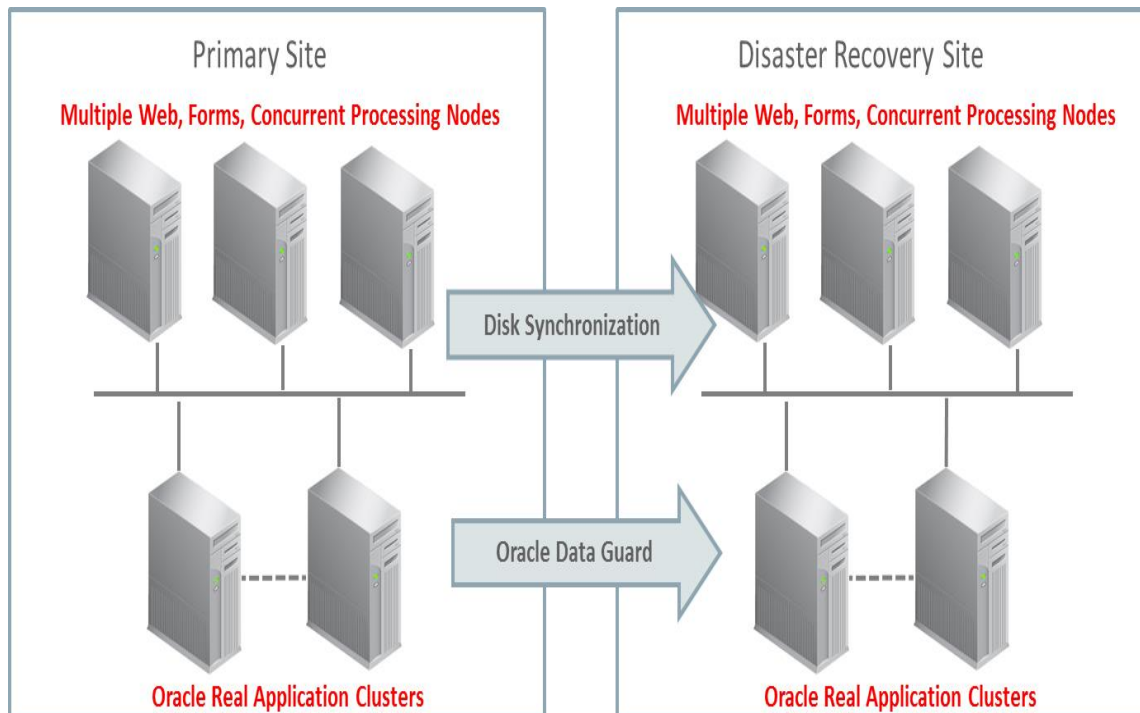 Primary Site
Multiple Web, Forms, Concurrent Processing Nodes
Disaster Recovery Site
Multiple Web, Forms, Concurrent Processing Nodes
Disk Synchronization
Oracle Data Guard
Oracle Real Application Clusters
Oracle Real Application Clusters